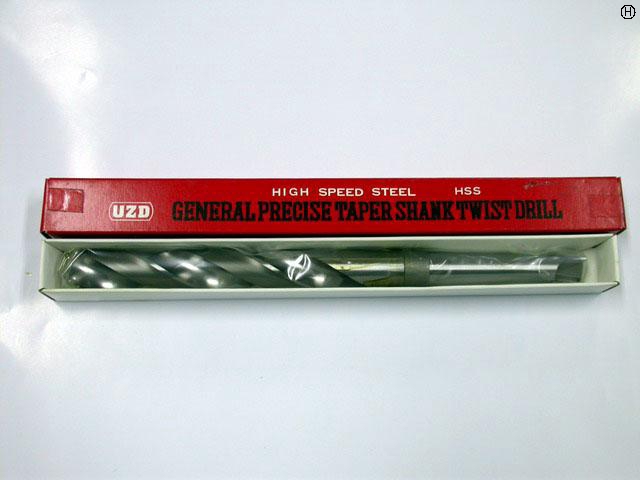 H
HIGH SPEED STEEL HSS
UZD GENERAL PRECISE TAPER SHANK TWIST DRILL